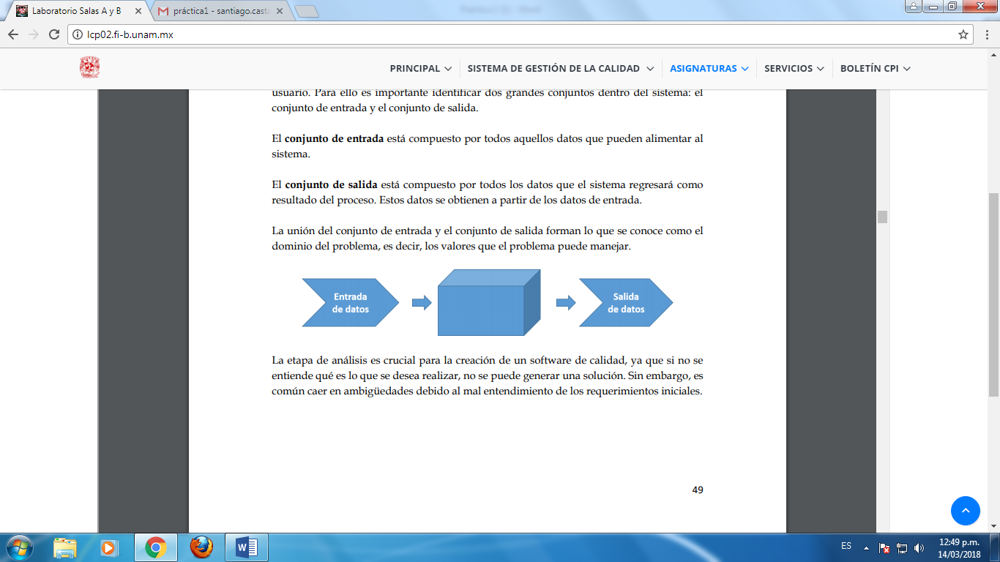 Laboratorio Salas A y B
práctica1 - santiago.casta
lcp02.fi-b.unam.mx
PRINCIPAL
SISTEMA DE GESTIÓN DE LA CALIDAD
ASIGNATURAS
SERVICIOS
BOLETÍN CPI
usuario. Para ello es importante identificar dos grandes conjuntos dentro del sistema: el
conjunto de entrada y el conjunto de salida.
El conjunto de entrada está compuesto por todos aquellos datos que pueden alimentar al
sistema.
El conjunto de salida está compuesto por todos los datos que el sistema regresará como
resultado del proceso. Estos datos se obtienen a partir de los datos de entrada.
La unión del conjunto de entrada y el conjunto de salida forman lo que se conoce como el
dominio del problema, es decir, los valores que el problema puede manejar.
Entrada
de datos
Salida
de datos
La etapa de análisis es crucial para la creación de un software de calidad, ya que si no se
entiende qué es lo que se desea realizar, no se puede generar una solución. Sin embargo, es
común caer en ambigüedades debido al mal entendimiento de los requerimientos iniciales.
49
ES
12:49 p.m.
14/03/2018